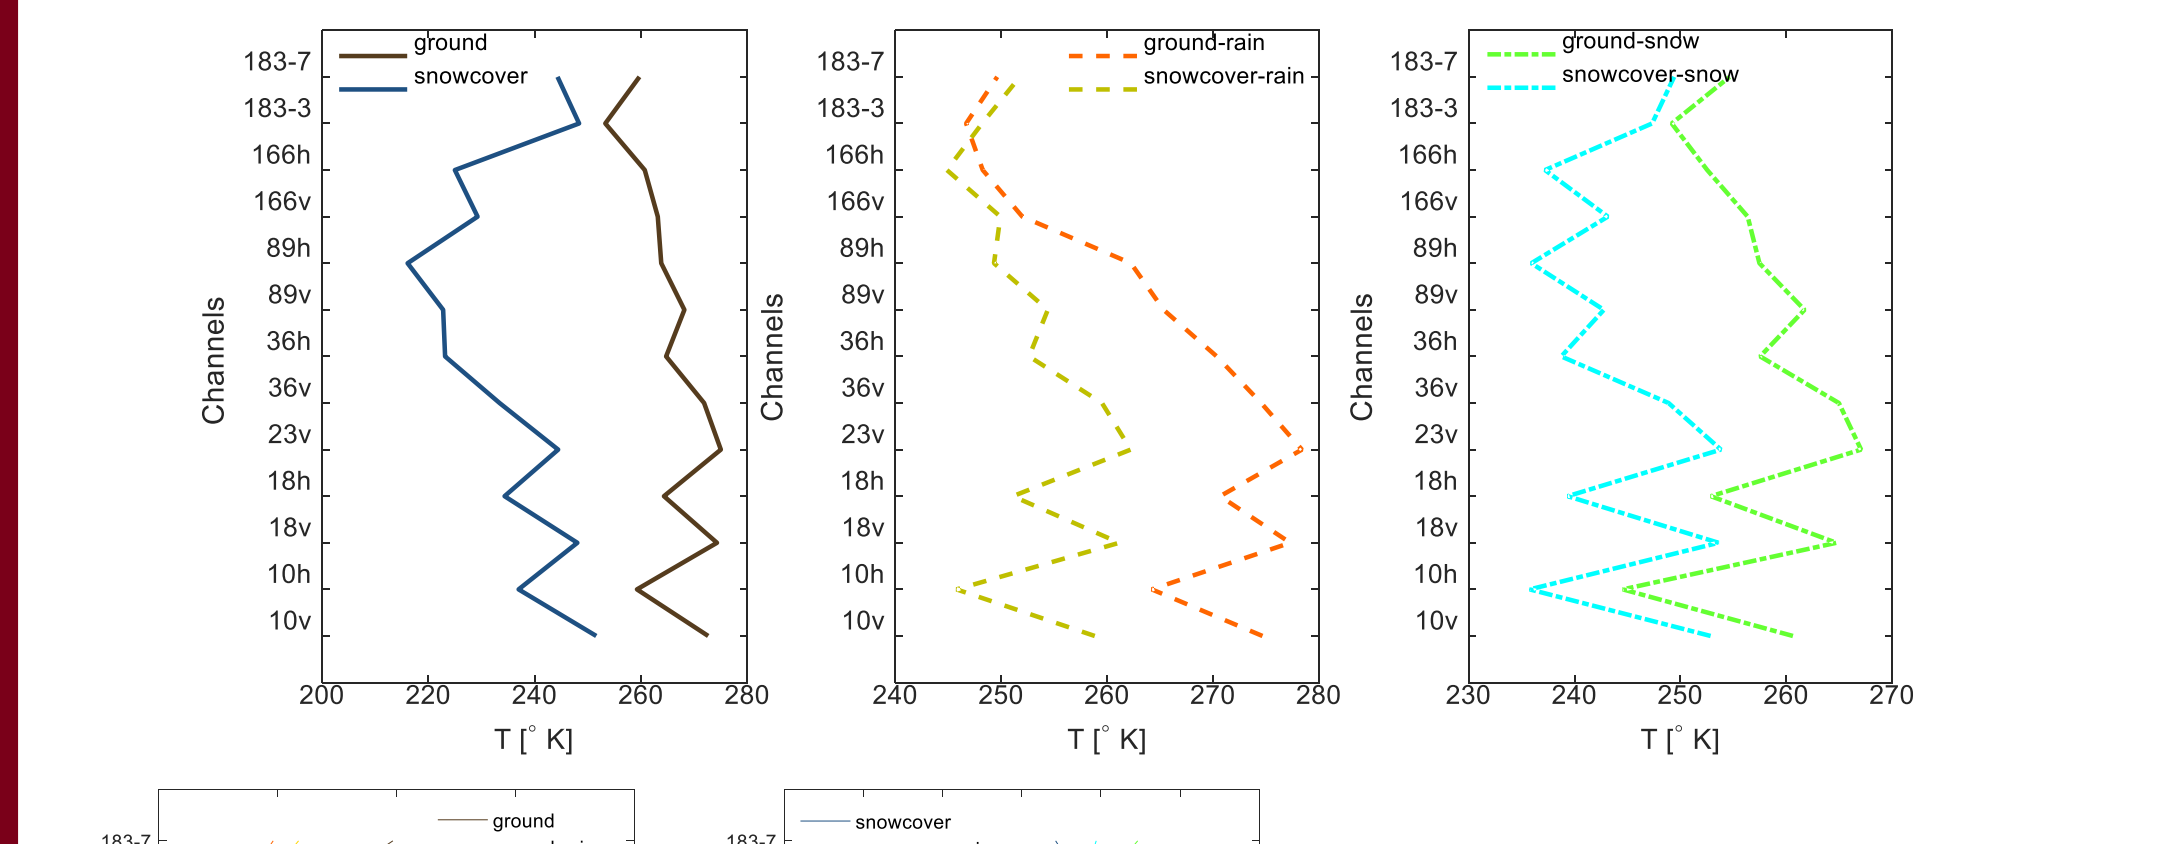 ground
snowcover
183-7
183-3
166h
166v
89h
89v
36h
36v
23v
18h
18v
10h
10v
Channels
200 220 240 260 280
T [° K]
ground-rain
snowcover-rain
183-7
183-3
166h
166v
89h
89v
36h
36v
23v
18h
18v
10h
10v
Channels
240 250 260 270 280
T [° K]
ground-snow
snowcover-snow
183-7
183-3
166h
166v
89h
89v
36h
36v
23v
18h
18v
10h
10v
Channels
230 240 250 260 270
T [° K]
ground
183-7
snowcover
183-7